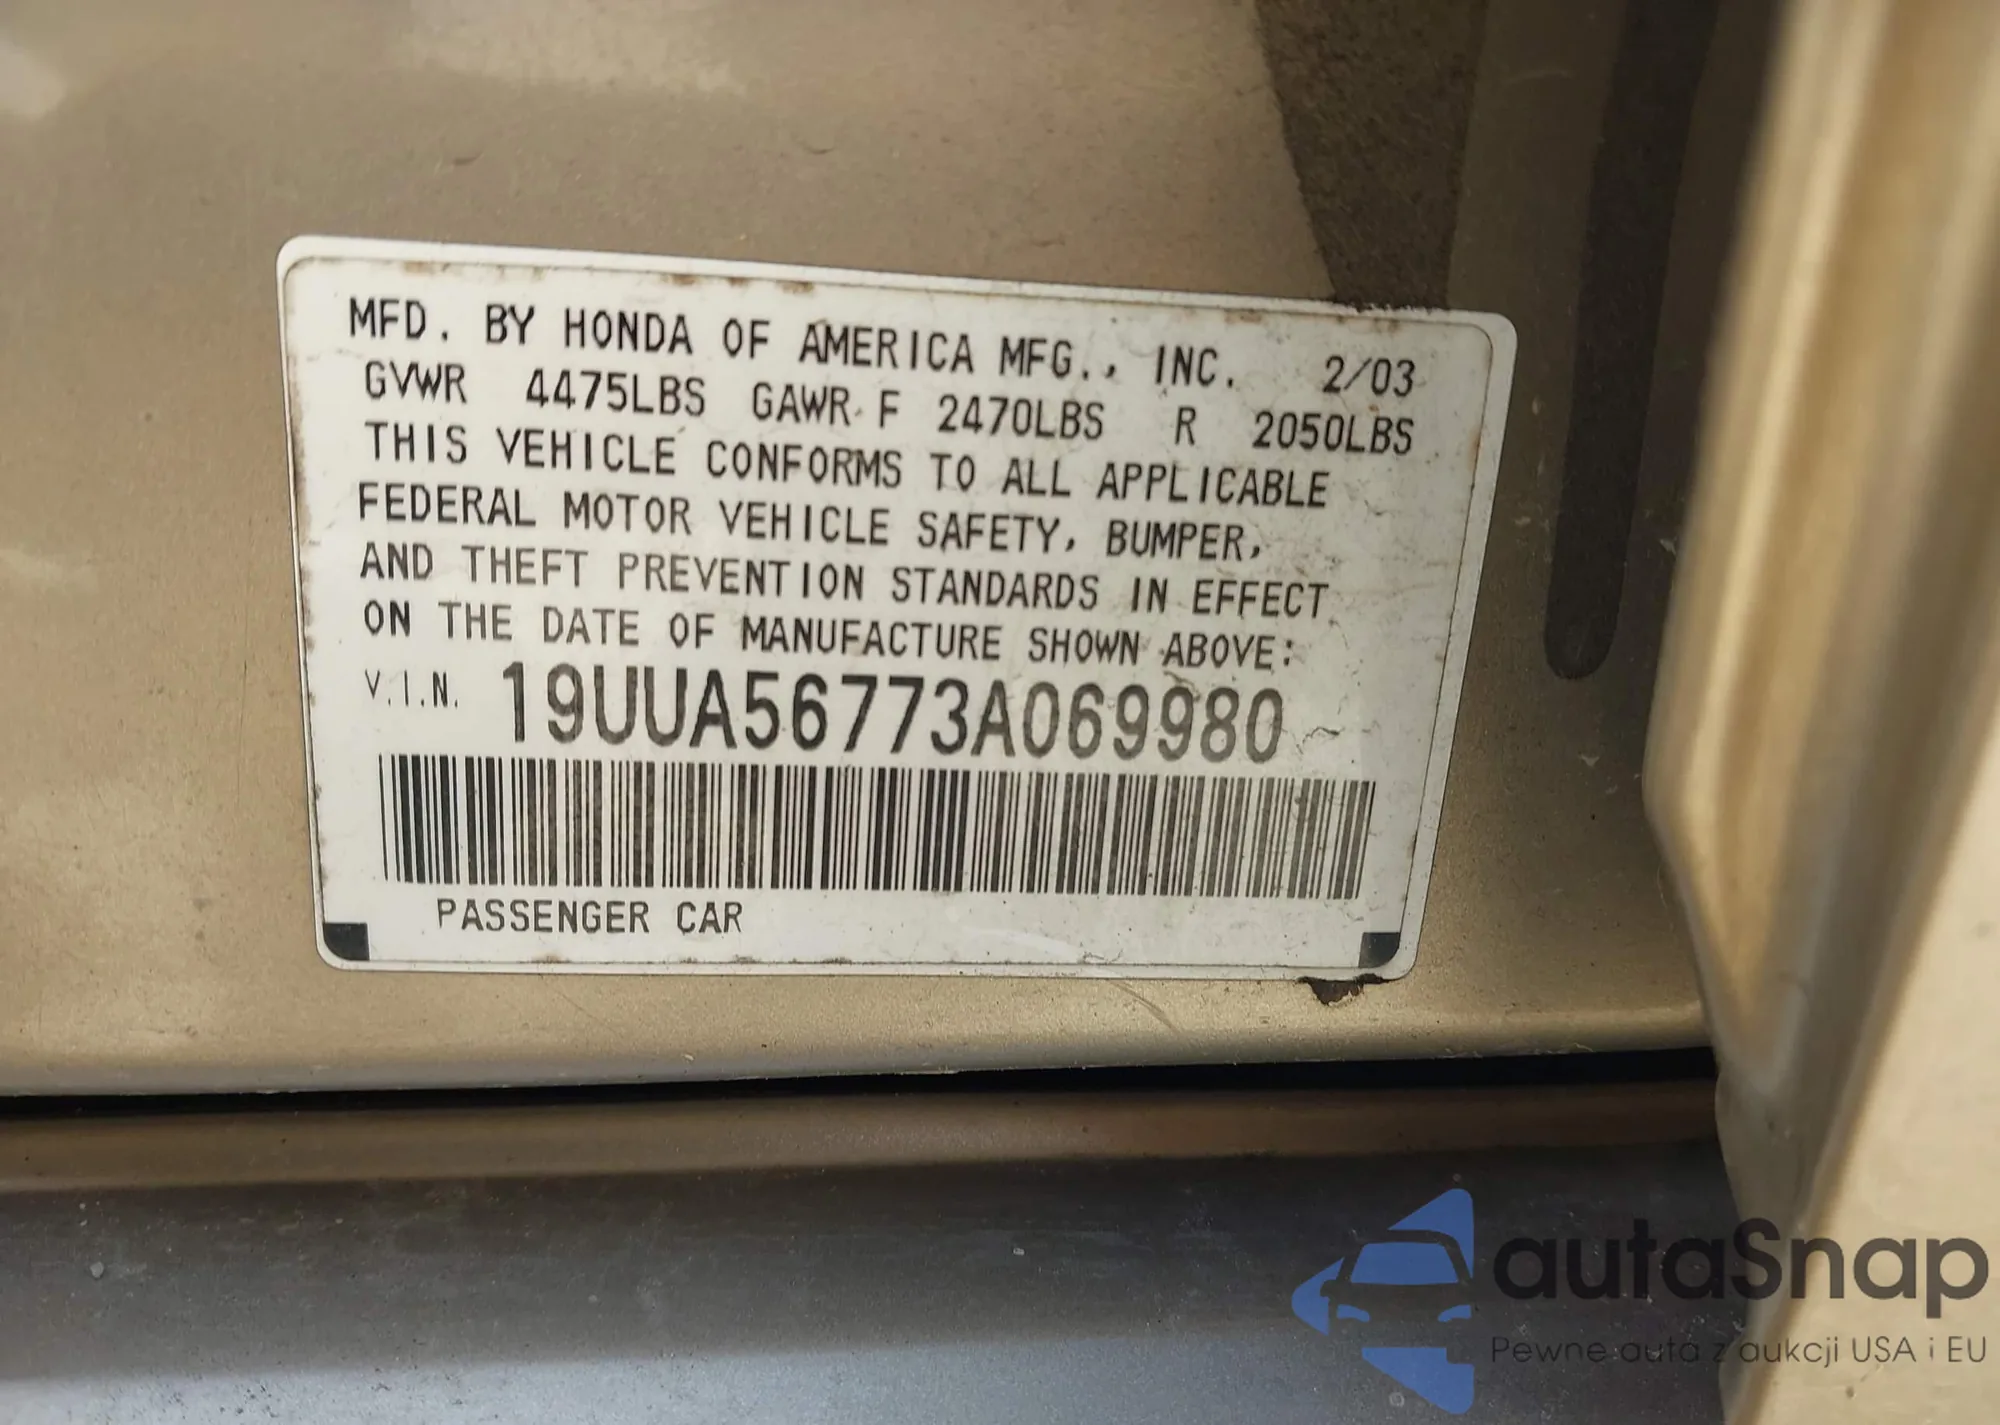 MFD. BY HONDA OF AMERICA MFG., INC. 2/03
GVWR 4475LBS GAWR F 2470LBS R 2050LBS
THIS VEHICLE CONFORMS TO ALL APPLICABLE
FEDERAL MOTOR VEHICLE SAFETY, BUMPER,
AND THEFT PREVENTION STANDARDS IN EFFECT
ON THE DATE OF MANUFACTURE SHOWN ABOVE:
V.I.N. 19UUA56773A069980
PASSENGER CAR
autaSnap
Pewne auta z aukcji USA i EU